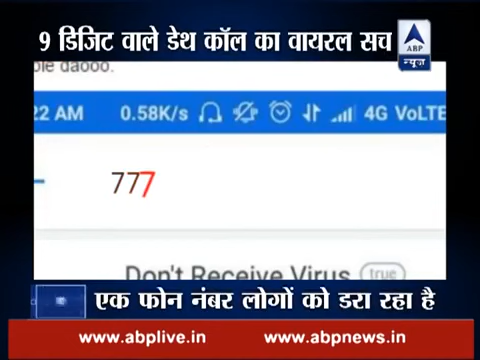 9 डिजिट वाले डेथ कॉल का वायरल सच
ABP
न्यूज़
daooo.
22 AM 0.58K/s 4G VoLTE
777
Don't Receive Virus true
एक फोन नंबर लोगों को डरा रहा है
www.abplive.in www.abpnews.in